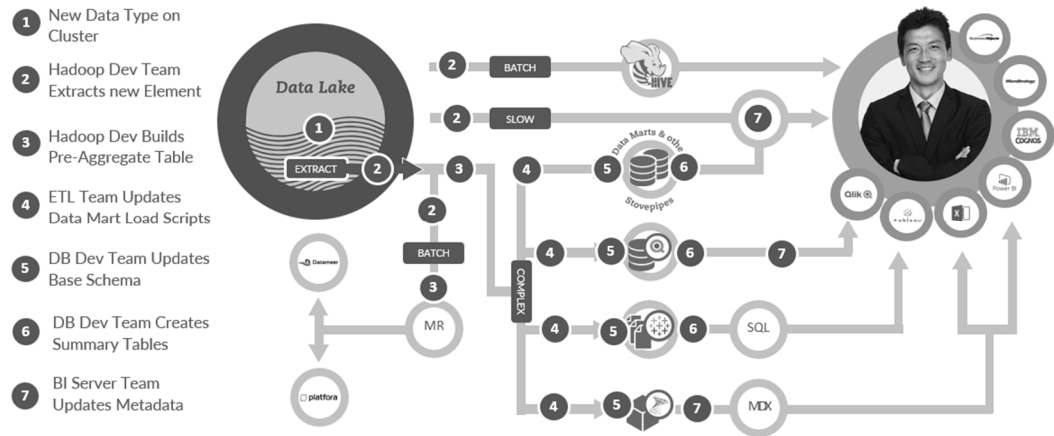 1 New Data Type on
Cluster
2 Hadoop Dev Team
Extracts new Element
3 Hadoop Dev Builds
Pre-Aggregate Table
4 ETL Team Updates
Data Mart Load Scripts
5 DB Dev Team Updates
Base Schema
6 DB Dev Team Creates
Summary Tables
7 BI Server Team
Updates Metadata
Data Lake
1
EXTRACT 2
3
2 BATCH
HIVE
2 SLOW
7
2
BATCH
3
MR
Datameer
platfora
COMPLEX
4 5 6
Data Marts & othe
Stovepipes
4 5 6 7
4 5 6 SQL
4 5 7 MDX
BusinessObjects
MicroStrategy
IBM
COGNOS
Power BI
X
tableau
Qlik Q